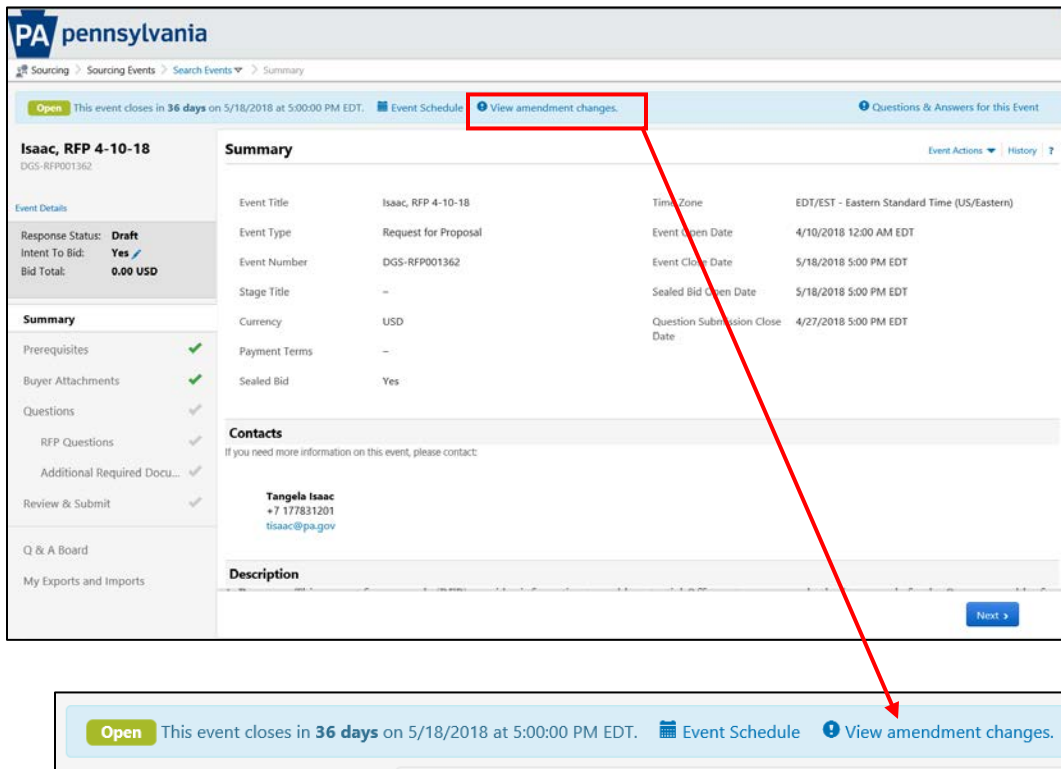 PA pennsylvania
Sourcing > Sourcing Events > Search Events > Summary
Open This event closes in 36 days on 5/18/2018 at 5:00:00 PM EDT. Event Schedule View amendment changes. Questions & Answers for this Event
Isaac, RFP 4-10-18
DGS-RFP001362
Event Details
Response Status: Draft
Intent To Bid: Yes
Bid Total: 0.00 USD
Summary
Prerequisites
Buyer Attachments
Questions
RFP Questions
Additional Required Docu...
Review & Submit
Q & A Board
My Exports and Imports
Summary Event Actions History ?
Event Title Isaac, RFP 4-10-18 Time Zone EDT/EST - Eastern Standard Time (US/Eastern)
Event Type Request for Proposal Event Open Date 4/10/2018 12:00 AM EDT
Event Number DGS-RFP001362 Event Close Date 5/18/2018 5:00 PM EDT
Stage Title – Sealed Bid Open Date 5/18/2018 5:00 PM EDT
Currency USD Question Submission Close Date 4/27/2018 5:00 PM EDT
Payment Terms –
Sealed Bid Yes
Contacts
If you need more information on this event, please contact:
Tangela Isaac
+7 177831201
tisaac@pa.gov
Description
Next >
Open This event closes in 36 days on 5/18/2018 at 5:00:00 PM EDT. Event Schedule View amendment changes.